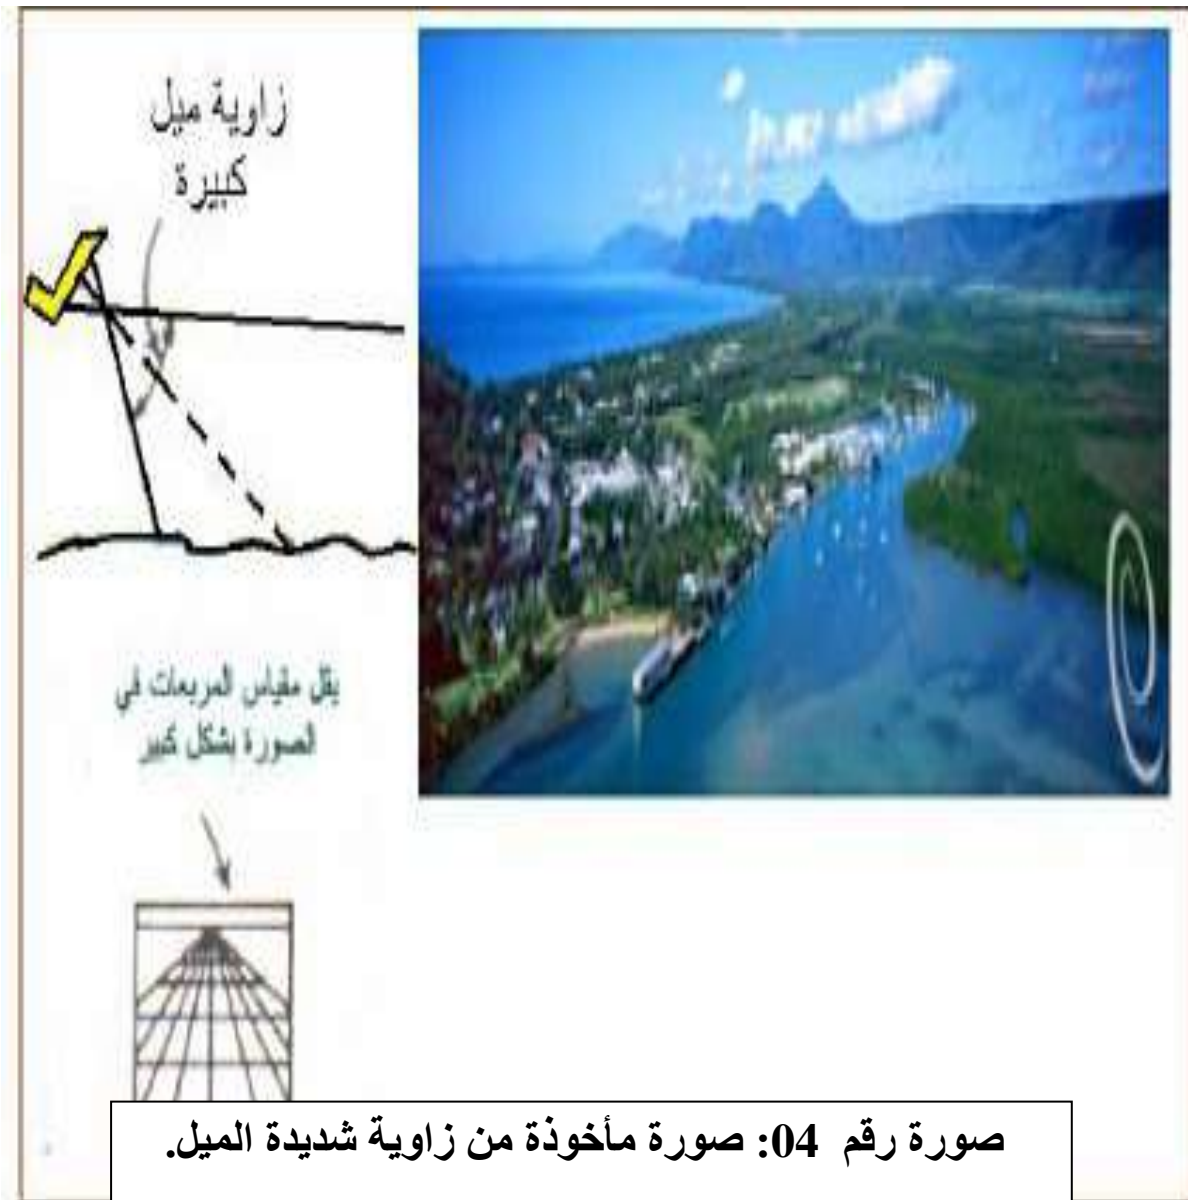 زاوية ميل
كبيرة
يقل مقياس المربعات في
الصورة بشكل كبير
صورة رقم 04: صورة مأخوذة من زاوية شديدة الميل.